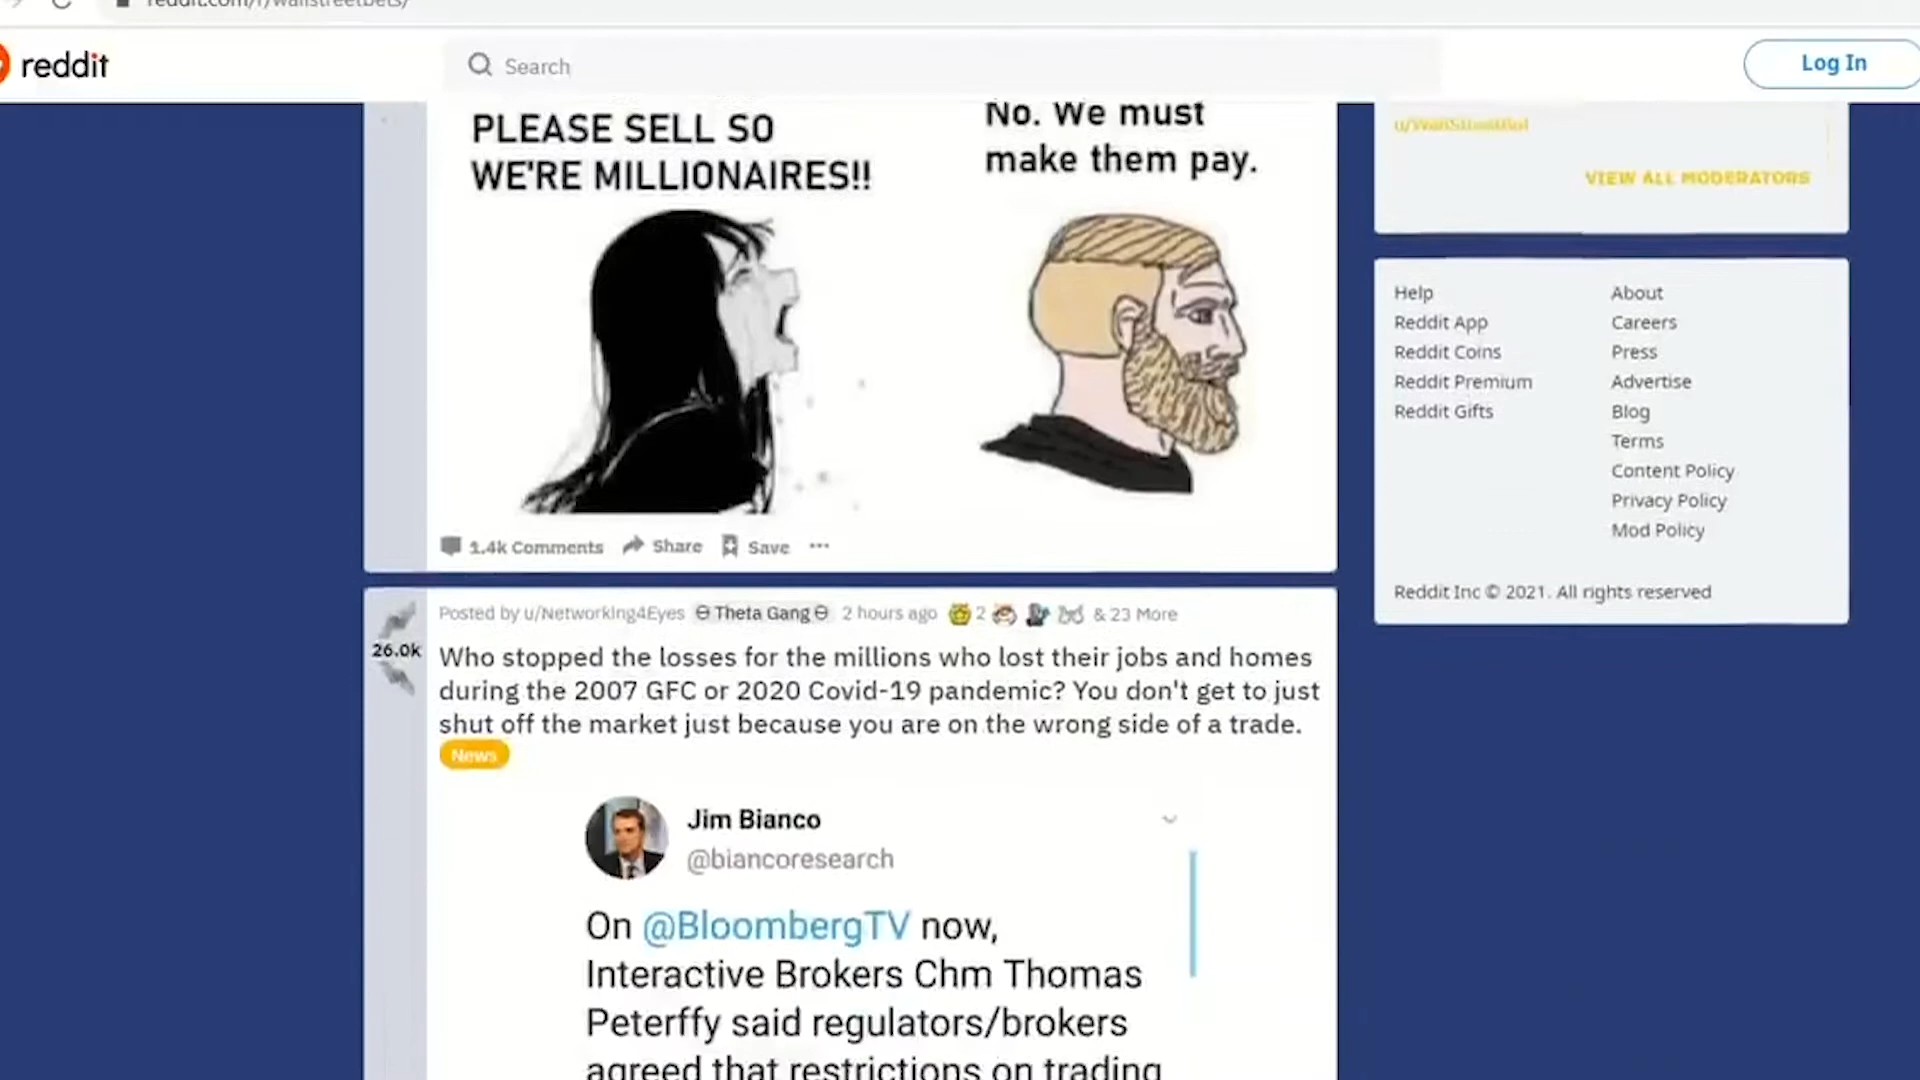 reddit.com/r/wallstreetbets/
reddit
Search
Log In
PLEASE SELL SO
WE'RE MILLIONAIRES!!
No. We must
make them pay.
1.4k Comments
Share
Save
Posted by u/NetworkIng4Eyes
Theta Gang
2 hours ago
2
& 23 More
26.0k
Who stopped the losses for the millions who lost their jobs and homes
during the 2007 GFC or 2020 Covid-19 pandemic? You don't get to just
shut off the market just because you are on the wrong side of a trade.
News
Jim Bianco
@biancoresearch
On @BloombergTV now,
Interactive Brokers Chm Thomas
Peterffy said regulators/brokers
agreed that restrictions on trading
VIEW ALL MODERATORS
Help
Reddit App
Reddit Coins
Reddit Premium
Reddit Gifts
About
Careers
Press
Advertise
Blog
Terms
Content Policy
Privacy Policy
Mod Policy
Reddit Inc © 2021. All rights reserved